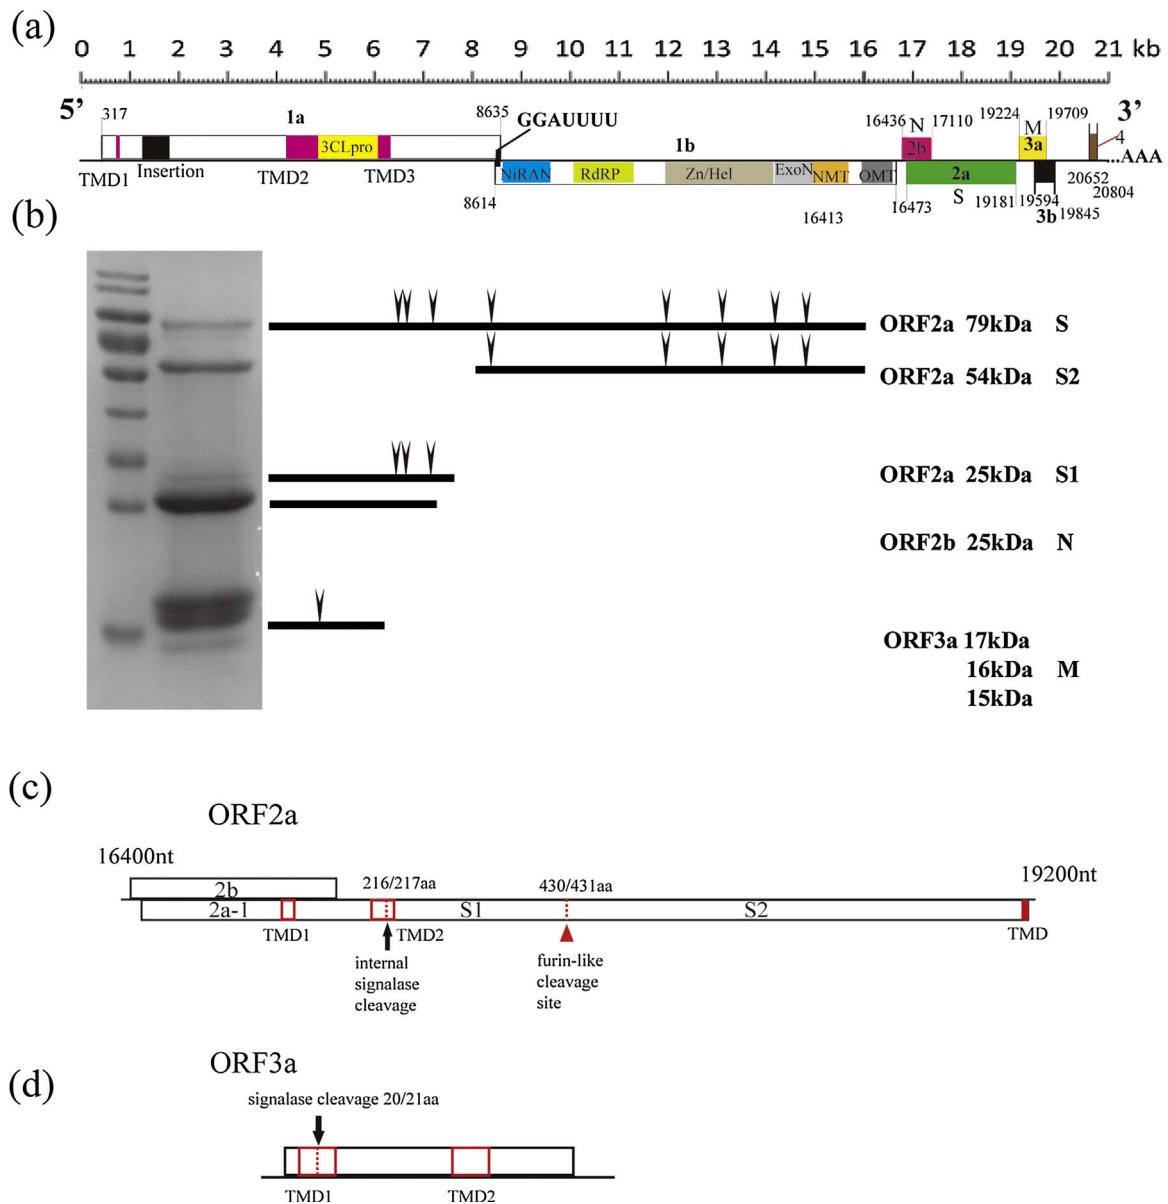 (a)
0 1 2 3 4 5 6 7 8 9 10 11 12 13 14 15 16 17 18 19 20 21 kb
5’ 317 1a 8635 GGAUUUU 1b 16436 N 17110 19224 M 19709 3’
3CLpro 2b 3a 4
...AAA
TMD1 Insertion TMD2 TMD3 NiRAN RdRP Zn/Hel ExoN NMT OMT 2a 20652
8614 16413 16473 S 19181 19594 3b 19845 20804
(b)
ORF2a 79kDa S
ORF2a 54kDa S2
ORF2a 25kDa S1
ORF2b 25kDa N
ORF3a 17kDa
16kDa M
15kDa
(c)
ORF2a
16400nt 19200nt
2b 216/217aa 430/431aa
2a-1 S1 S2
TMD1 TMD2 TMD
internal
signalase
cleavage
furin-like
cleavage
site
(d)
ORF3a
signalase cleavage 20/21aa
TMD1 TMD2